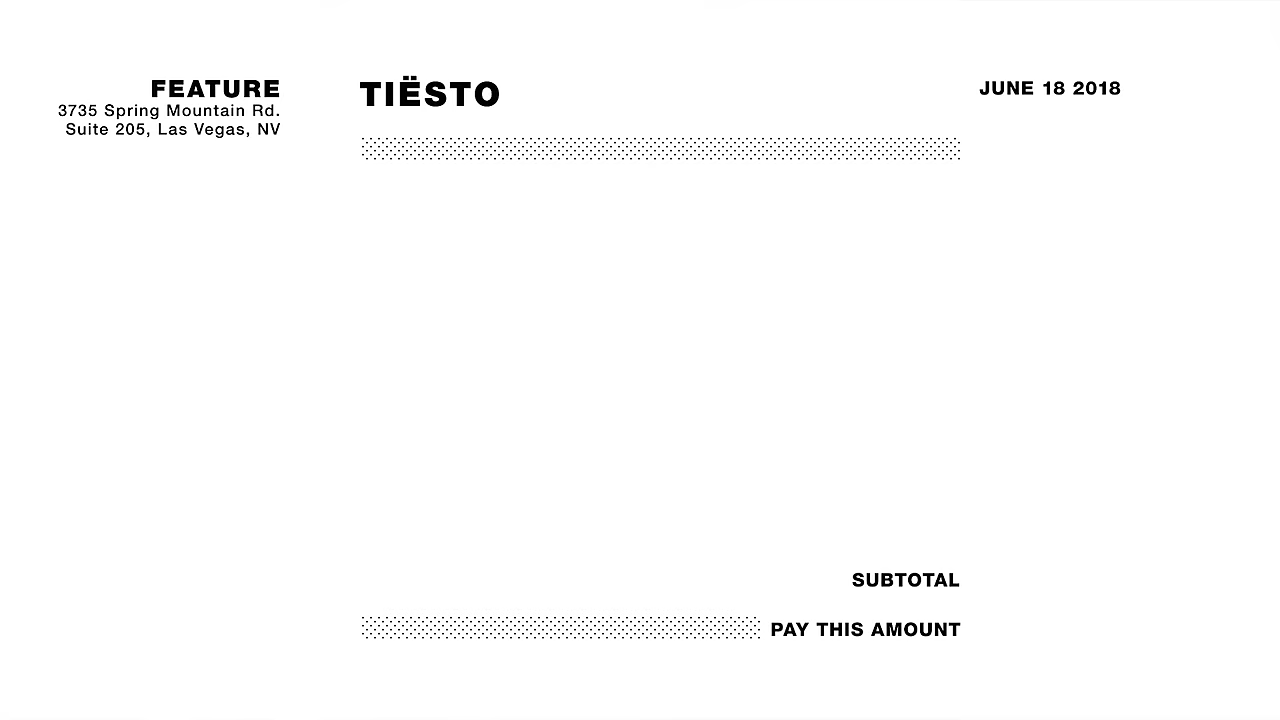 FEATURE
3735 Spring Mountain Rd.
Suite 205, Las Vegas, NV
TIËSTO
JUNE 18 2018
SUBTOTAL
PAY THIS AMOUNT